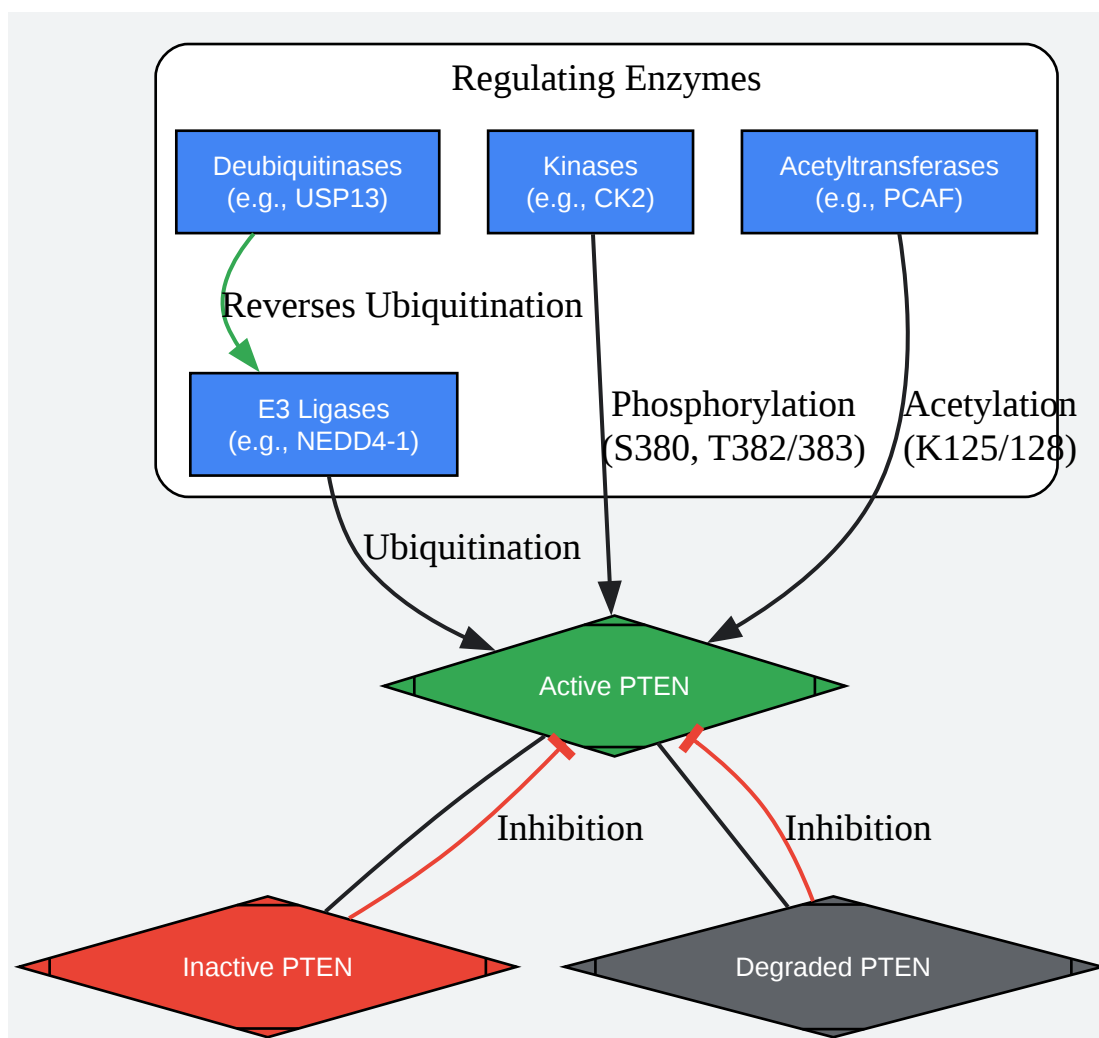 Regulating Enzymes
Deubiquitinases
(e.g., USP13)
Kinases
(e.g., CK2)
Acetyltransferases
(e.g., PCAF)
Reverses Ubiquitination
E3 Ligases
(e.g., NEDD4-1)
Phosphorylation
(S380, T382/383)
Acetylation
(K125/128)
Ubiquitination
Active PTEN
Inhibition
Inhibition
Inactive PTEN
Degraded PTEN